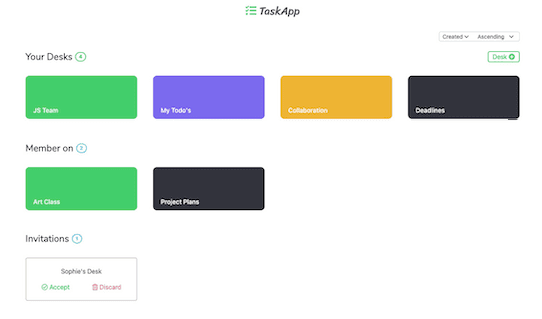 TaskApp
Created Ascending
Your Desks 4
Desk
JS Team My Todo's Collaboration Deadlines
Member on 2
Art Class Project Plans
Invitations 1
Sophie's Desk
Accept Discard